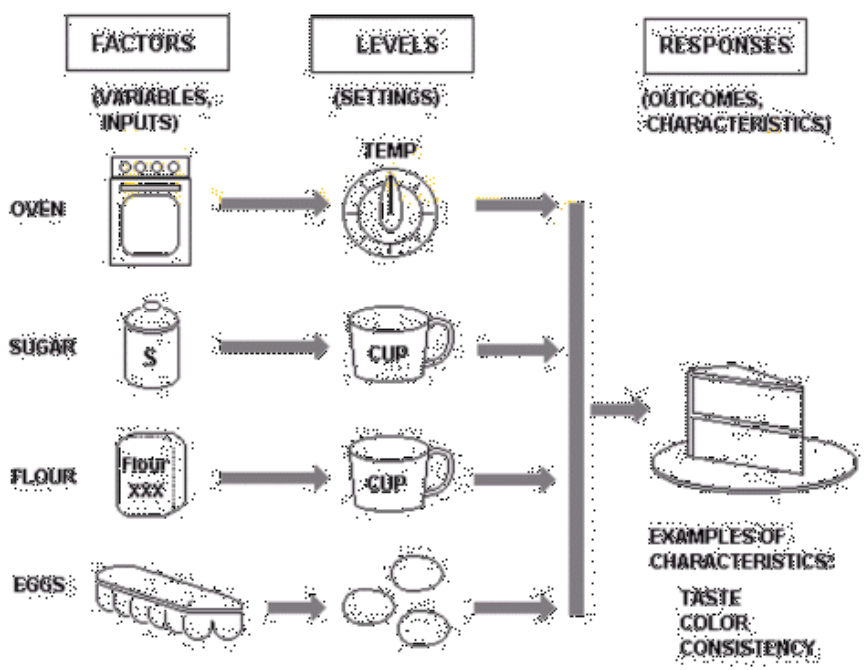 FACTORS
LEVELS
RESPONSES
(VARIABLES,
INPUTS)
(SETTINGS)
(OUTCOMES,
CHARACTERISTICS)
TEMP
OVEN
SUGAR
S
CUP
FLOUR
Flour
XXX
CUP
EGGS
EXAMPLES OF
CHARACTERISTICS:
TASTE
COLOR
CONSISTENCY